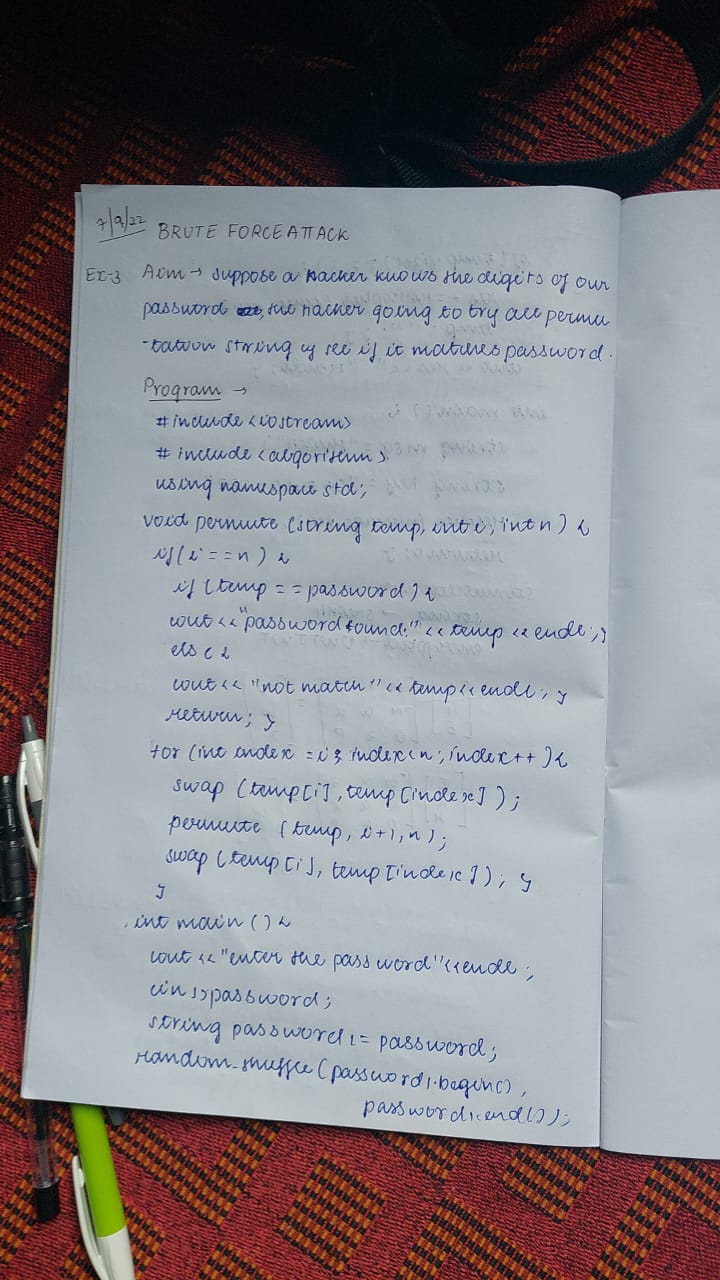 7/9/22 BRUTE FORCE ATTACK
Ex-3 Aim → suppose a hacker knows the digits of our
password , the hacker going to try all permu
-tation string & see if it matches password.
Program →
#include <iostream>
# include <algorithm>
using namespace std;
void permute (string temp, int i, int n) {
if (i == n) {
if (temp == password) {
cout << "password found:" << temp << endl; }
else {
cout << "not match" << temp << endl; }
return; }
for (int index = i; index < n; index++) {
swap (temp[i], temp[index]);
permute (temp, i+1, n);
swap (temp[i], temp[index]); }
}
int main () {
cout << "enter the password" << endl;
cin >> password;
string password1 = password;
random_shuffle (password1.begin(),
password1.end());